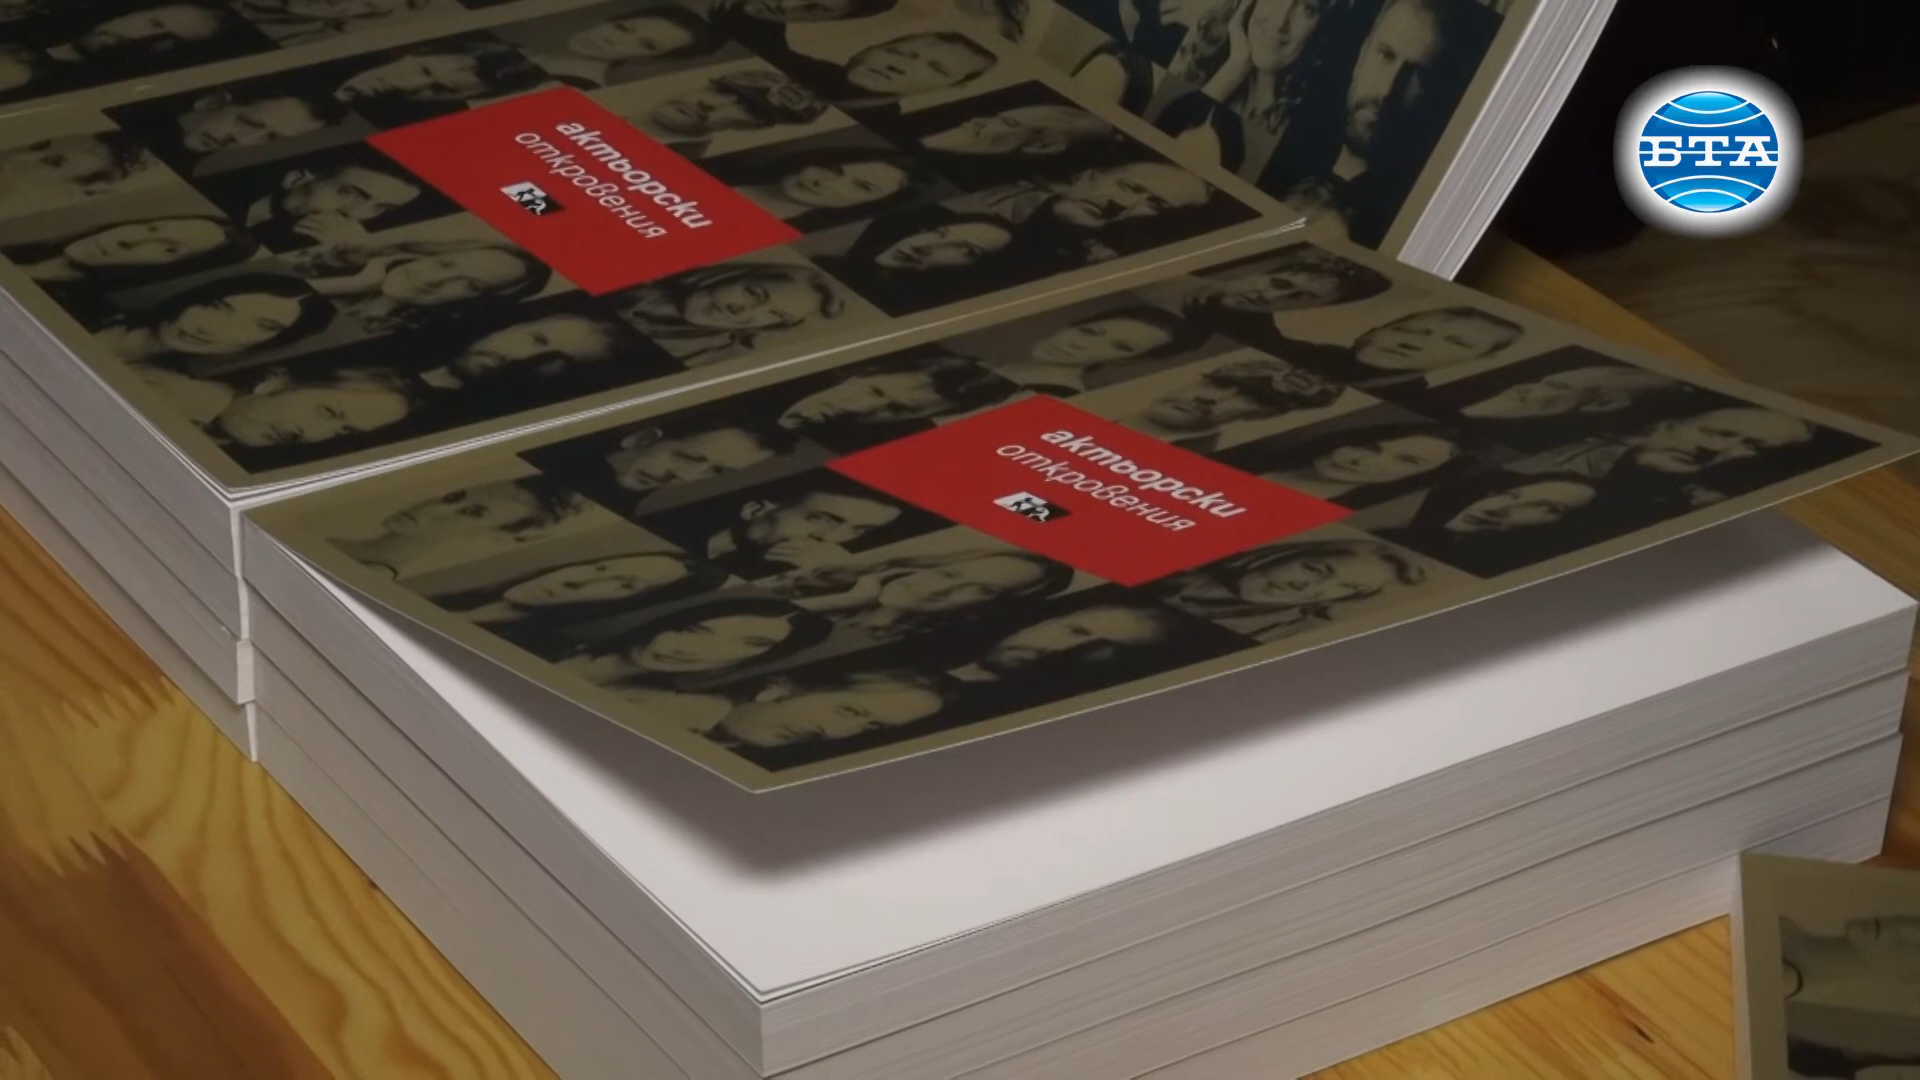 БТА
актьорски
откровения
актьорски
откровения